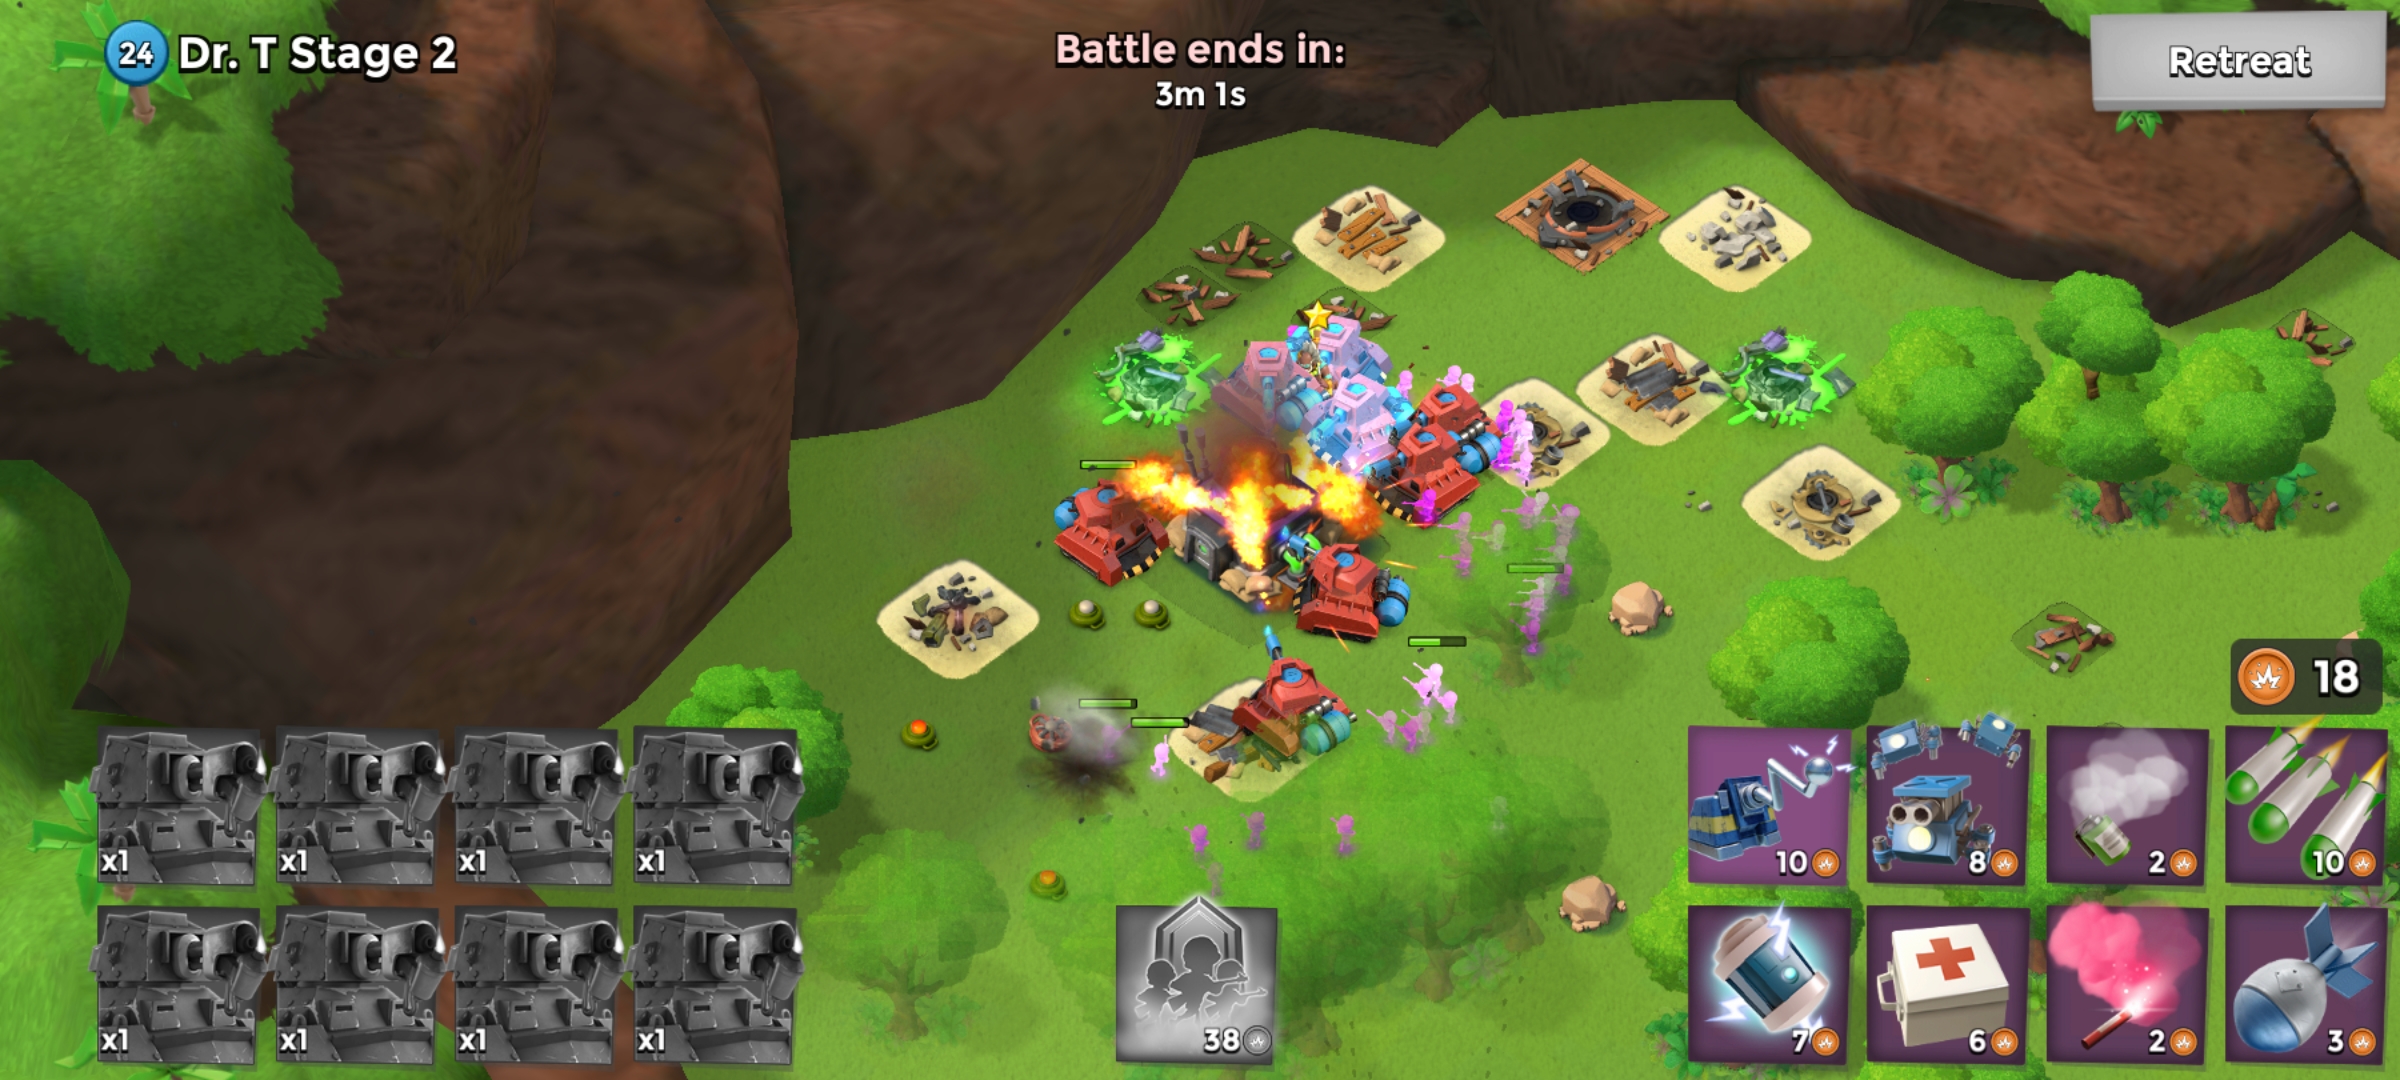 24 Dr. T Stage 2
Battle ends in:
3m 1s
Retreat
18
x1 x1 x1 x1
10 8 2 10
x1 x1 x1 x1
38
7 6 2 3